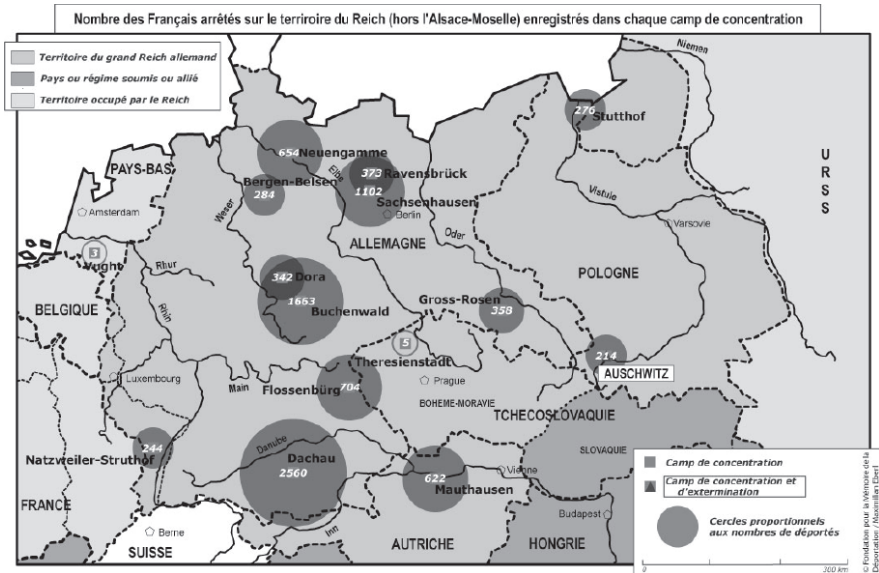 Nombre des Français arrêtés sur le terriroire du Reich (hors l'Alsace-Moselle) enregistrés dans chaque camp de concentration
Territoire du grand Reich allemand
Pays ou régime soumis ou allié
Territoire occupé par le Reich
Niemen
276
Stutthof
URSS
654
Neuengamme
Elbe
373
Ravensbrück
PAYS-BAS
Bergen-Belsen
284
1102
Sachsenhausen
Berlin
Vistule
Amsterdam
Weser
Varsovie
ALLEMAGNE
Oder
3
Vught
Rhur
342
Dora
POLOGNE
BELGIQUE
Rhin
1663
Buchenwald
Gross-Rosen
358
5
Theresienstadt
214
AUSCHWITZ
Luxembourg
Main
Flossenbürg
704
Prague
BOHEME-MORAVIE
TCHECOSLOVAQUIE
244
Natzweiler-Struthof
Danube
Dachau
2560
SLOVAQUIE
622
Mauthausen
Vienne
FRANCE
Berne
SUISSE
Inn
AUTRICHE
Budapest
HONGRIE
Camp de concentration
Camp de concentration et
d'extermination
Cercles proportionnels
aux nombres de déportés
0 300 km
© Fondation pour la Mémoire de la
Déportation / Maximilian Eberl